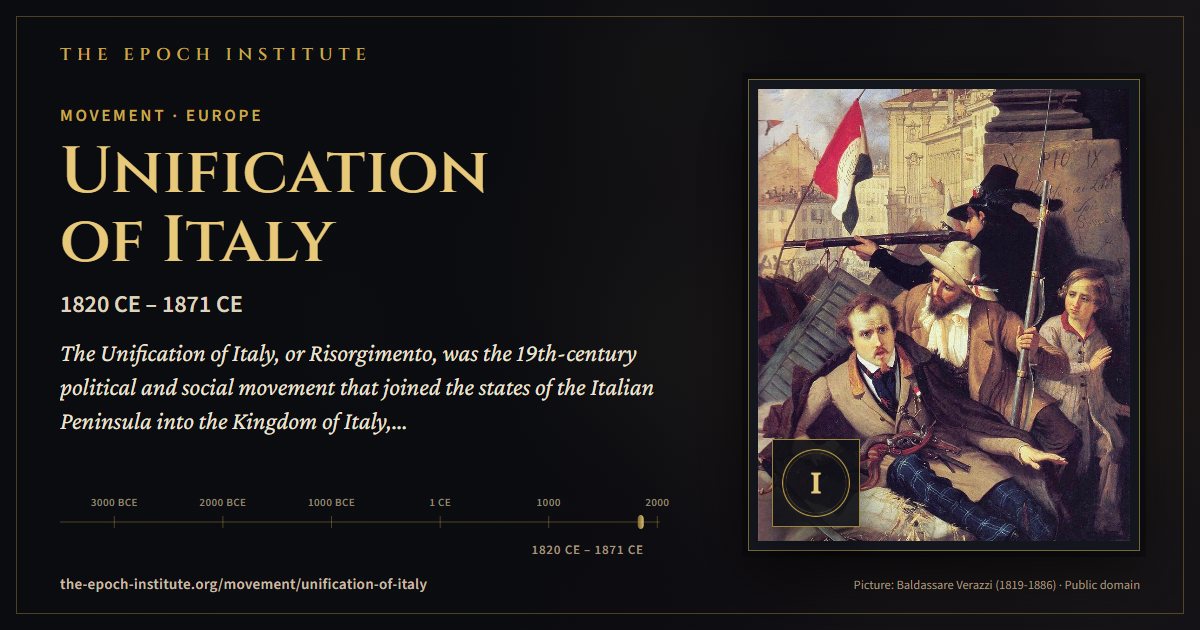 THE EPOCH INSTITUTE
MOVEMENT · EUROPE
UNIFICATION
OF ITALY
1820 CE – 1871 CE
The Unification of Italy, or Risorgimento, was the 19th-century
political and social movement that joined the states of the Italian
Peninsula into the Kingdom of Italy,...
3000 BCE 2000 BCE 1000 BCE 1 CE 1000 2000
1820 CE – 1871 CE
the-epoch-institute.org/movement/unification-of-italy
PIO IX
I
Picture: Baldassare Verazzi (1819-1886) · Public domain